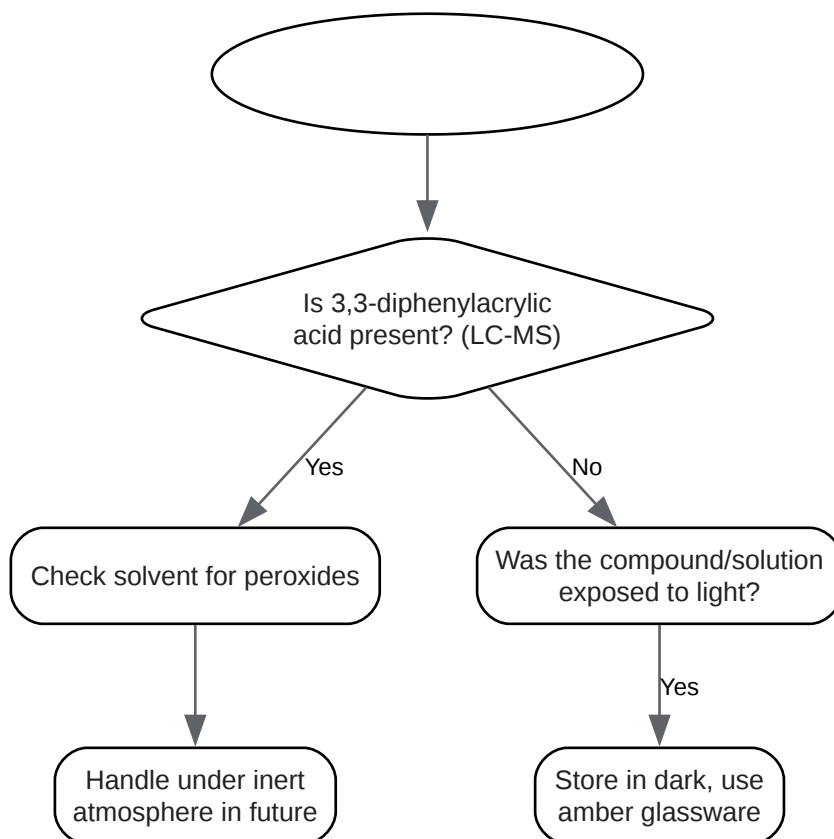 Is 3,3-diphenylacrylic
acid present? (LC-MS)
Yes
No
Check solvent for peroxides
Was the compound/solution
exposed to light?
Yes
Handle under inert
atmosphere in future
Store in dark, use
amber glassware